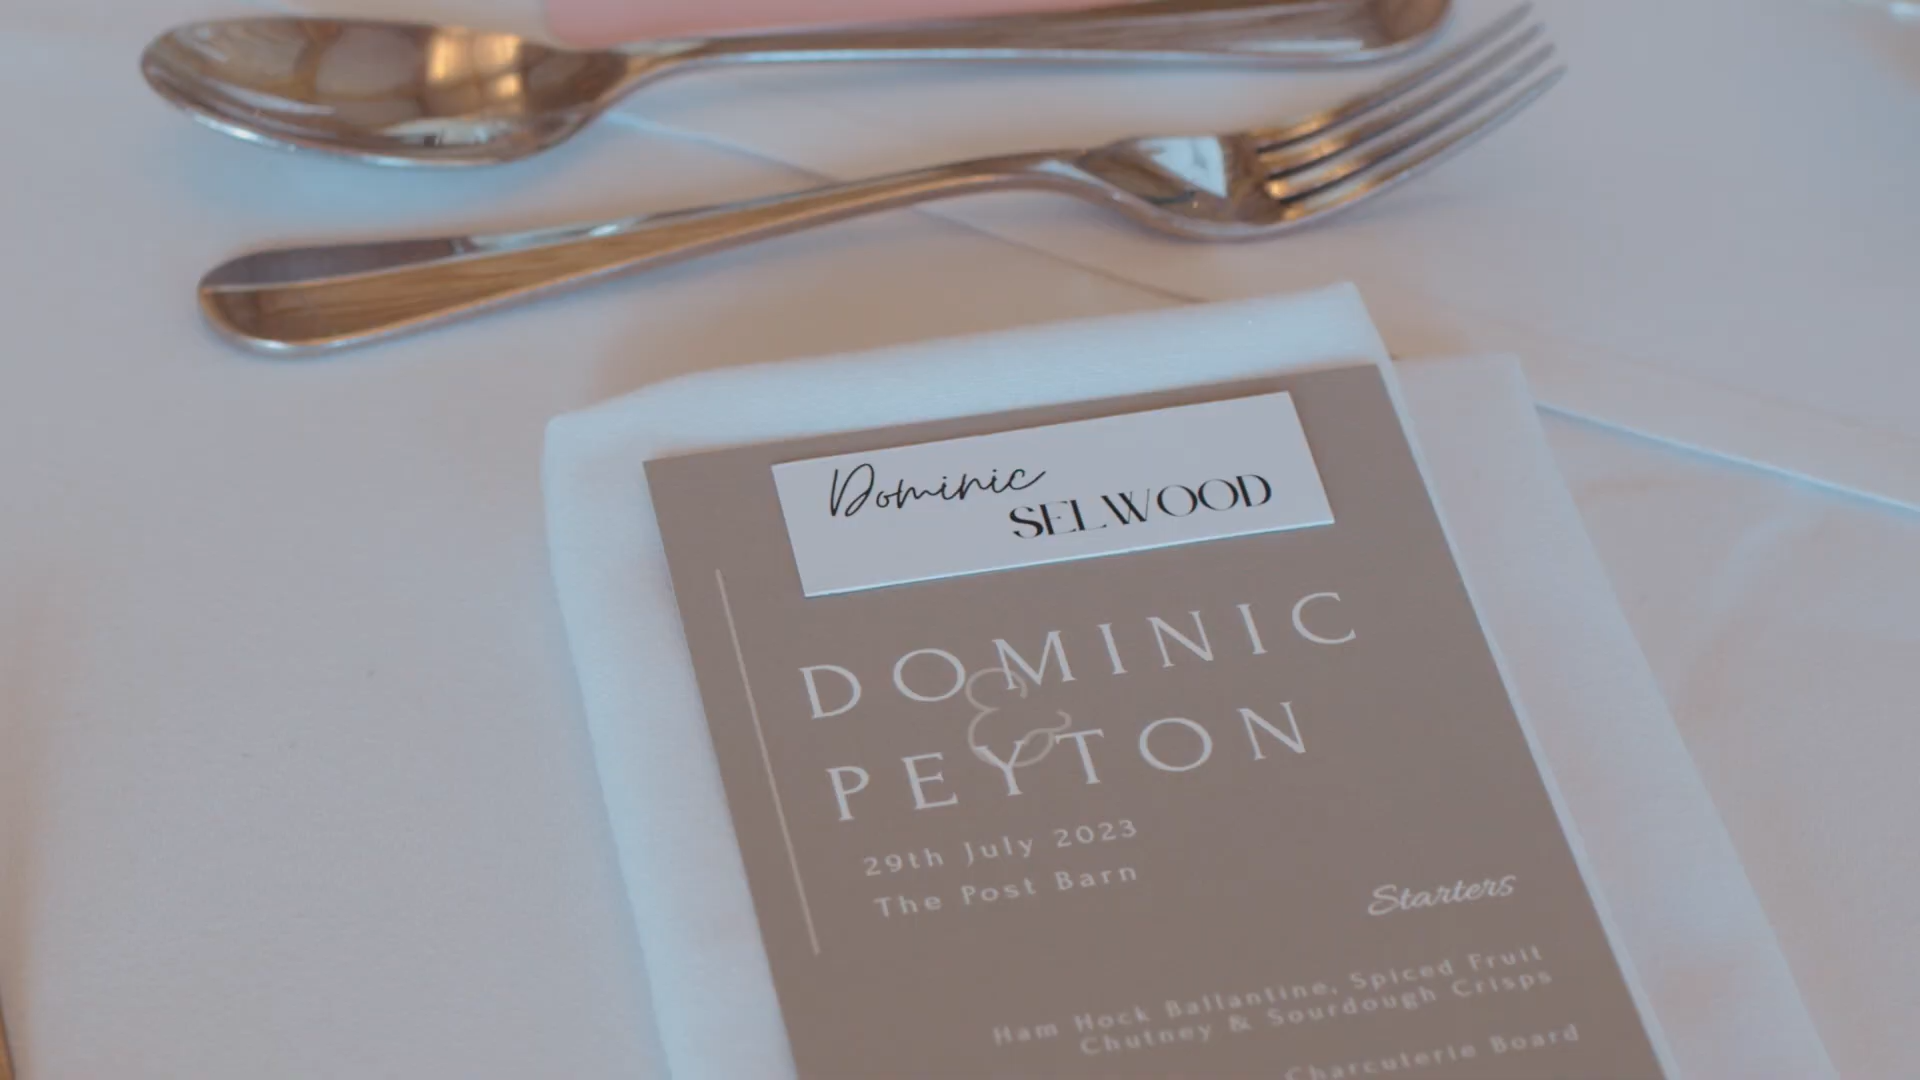 Dominic
SELWOOD
DOMINIC
&
PEYTON
29th July 2023
The Post Barn
Starters
Ham Hock Ballantine, Spiced Fruit
Chutney & Sourdough Crisps
Charcuterie Board